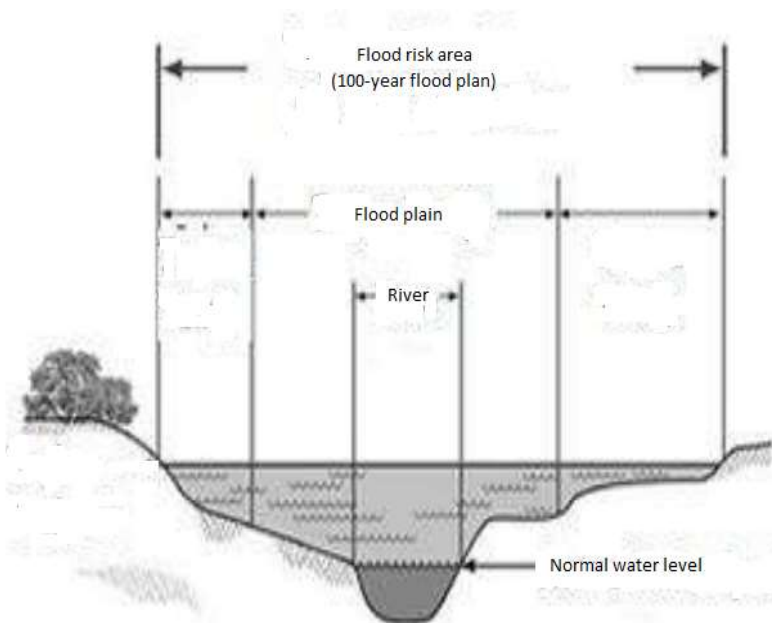 Flood risk area
(100-year flood plan)
Flood plain
River
Normal water level